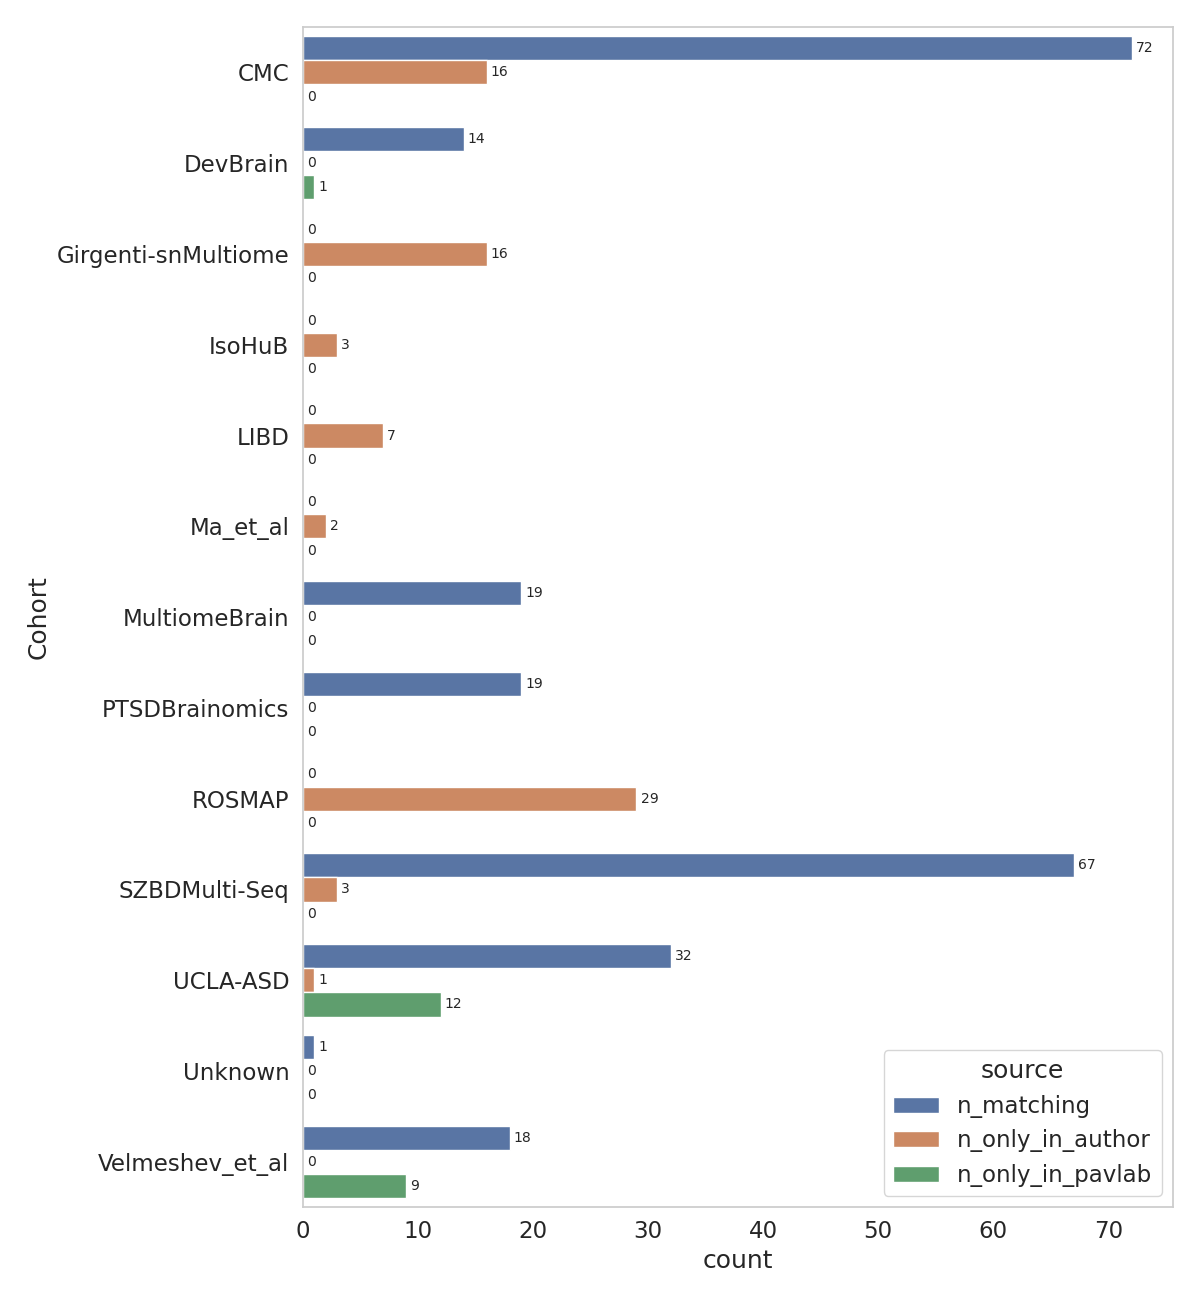 CMC
72
16
0
DevBrain
14
0
1
Girgenti-snMultiome
0
16
0
IsoHuB
0
3
0
LIBD
0
7
0
Ma_et_al
0
2
0
MultiomeBrain
19
0
0
PTSDBrainomics
19
0
0
ROSMAP
0
29
0
SZBDMulti-Seq
67
3
0
UCLA-ASD
32
1
12
Unknown
1
0
0
Velmeshev_et_al
18
0
9
Cohort
source
n_matching
n_only_in_author
n_only_in_pavlab
0 10 20 30 40 50 60 70
count